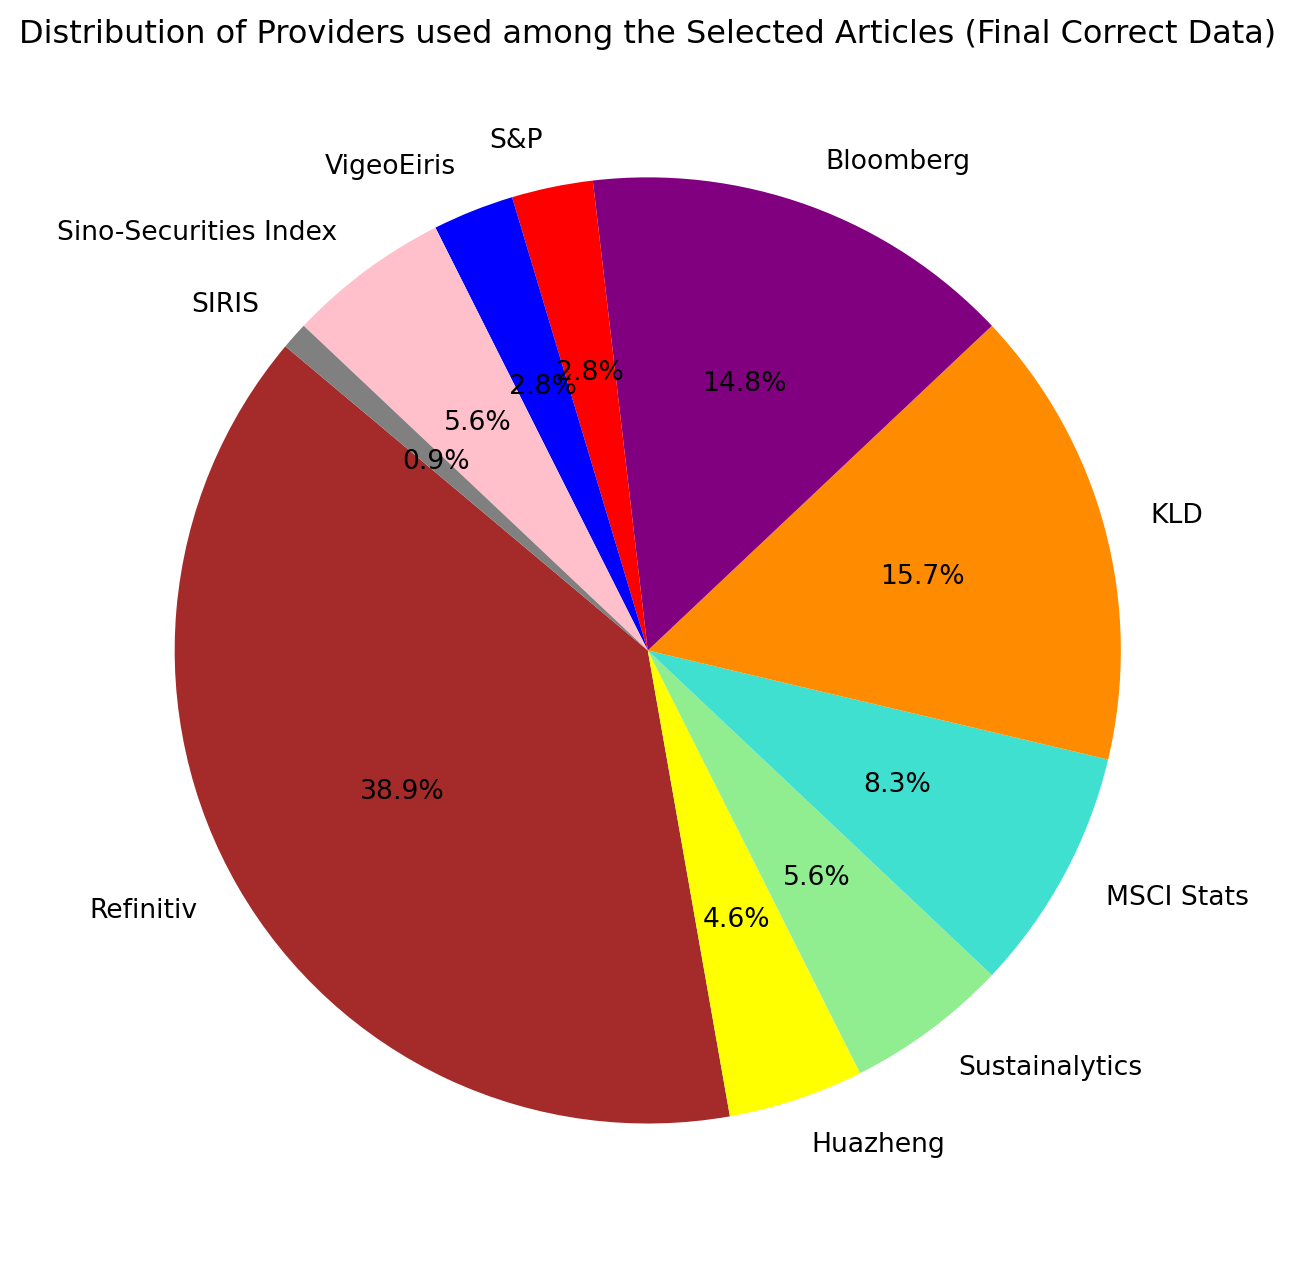 Distribution of Providers used among the Selected Articles (Final Correct Data)
S&P
Bloomberg
VigeoEiris
Sino-Securities Index
SIRIS
2.8%
2.8%
14.8%
5.6%
0.9%
KLD
15.7%
8.3%
38.9%
5.6%
4.6%
MSCI Stats
Refinitiv
Sustainalytics
Huazheng